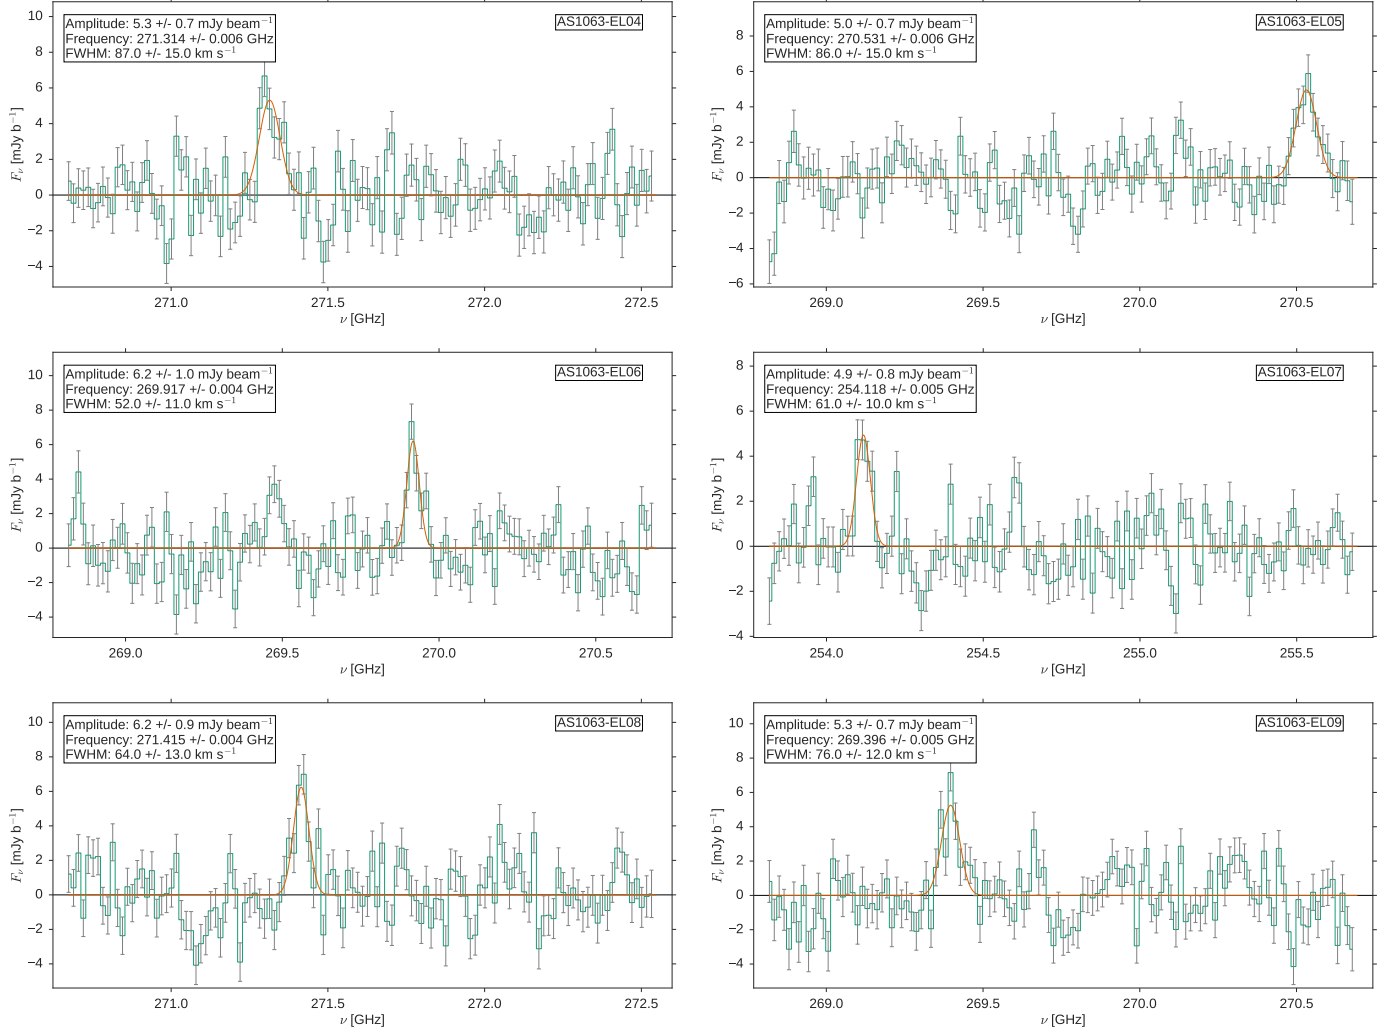 Amplitude: 5.3 +/- 0.7 mJy beam⁻¹
Frequency: 271.314 +/- 0.006 GHz
FWHM: 87.0 +/- 15.0 km s⁻¹
AS1063-EL04
10
8
6
4
2
0
−2
−4
Fν [mJy b⁻¹]
271.0 271.5 272.0 272.5
ν [GHz]
Amplitude: 5.0 +/- 0.7 mJy beam⁻¹
Frequency: 270.531 +/- 0.006 GHz
FWHM: 86.0 +/- 15.0 km s⁻¹
AS1063-EL05
8
6
4
2
0
−2
−4
−6
Fν [mJy b⁻¹]
269.0 269.5 270.0 270.5
ν [GHz]
Amplitude: 6.2 +/- 1.0 mJy beam⁻¹
Frequency: 269.917 +/- 0.004 GHz
FWHM: 52.0 +/- 11.0 km s⁻¹
AS1063-EL06
10
8
6
4
2
0
−2
−4
Fν [mJy b⁻¹]
269.0 269.5 270.0 270.5
ν [GHz]
Amplitude: 4.9 +/- 0.8 mJy beam⁻¹
Frequency: 254.118 +/- 0.005 GHz
FWHM: 61.0 +/- 10.0 km s⁻¹
AS1063-EL07
8
6
4
2
0
−2
−4
Fν [mJy b⁻¹]
254.0 254.5 255.0 255.5
ν [GHz]
Amplitude: 6.2 +/- 0.9 mJy beam⁻¹
Frequency: 271.415 +/- 0.004 GHz
FWHM: 64.0 +/- 13.0 km s⁻¹
AS1063-EL08
10
8
6
4
2
0
−2
−4
Fν [mJy b⁻¹]
271.0 271.5 272.0 272.5
ν [GHz]
Amplitude: 5.3 +/- 0.7 mJy beam⁻¹
Frequency: 269.396 +/- 0.005 GHz
FWHM: 76.0 +/- 12.0 km s⁻¹
AS1063-EL09
10
8
6
4
2
0
−2
−4
Fν [mJy b⁻¹]
269.0 269.5 270.0 270.5
ν [GHz]